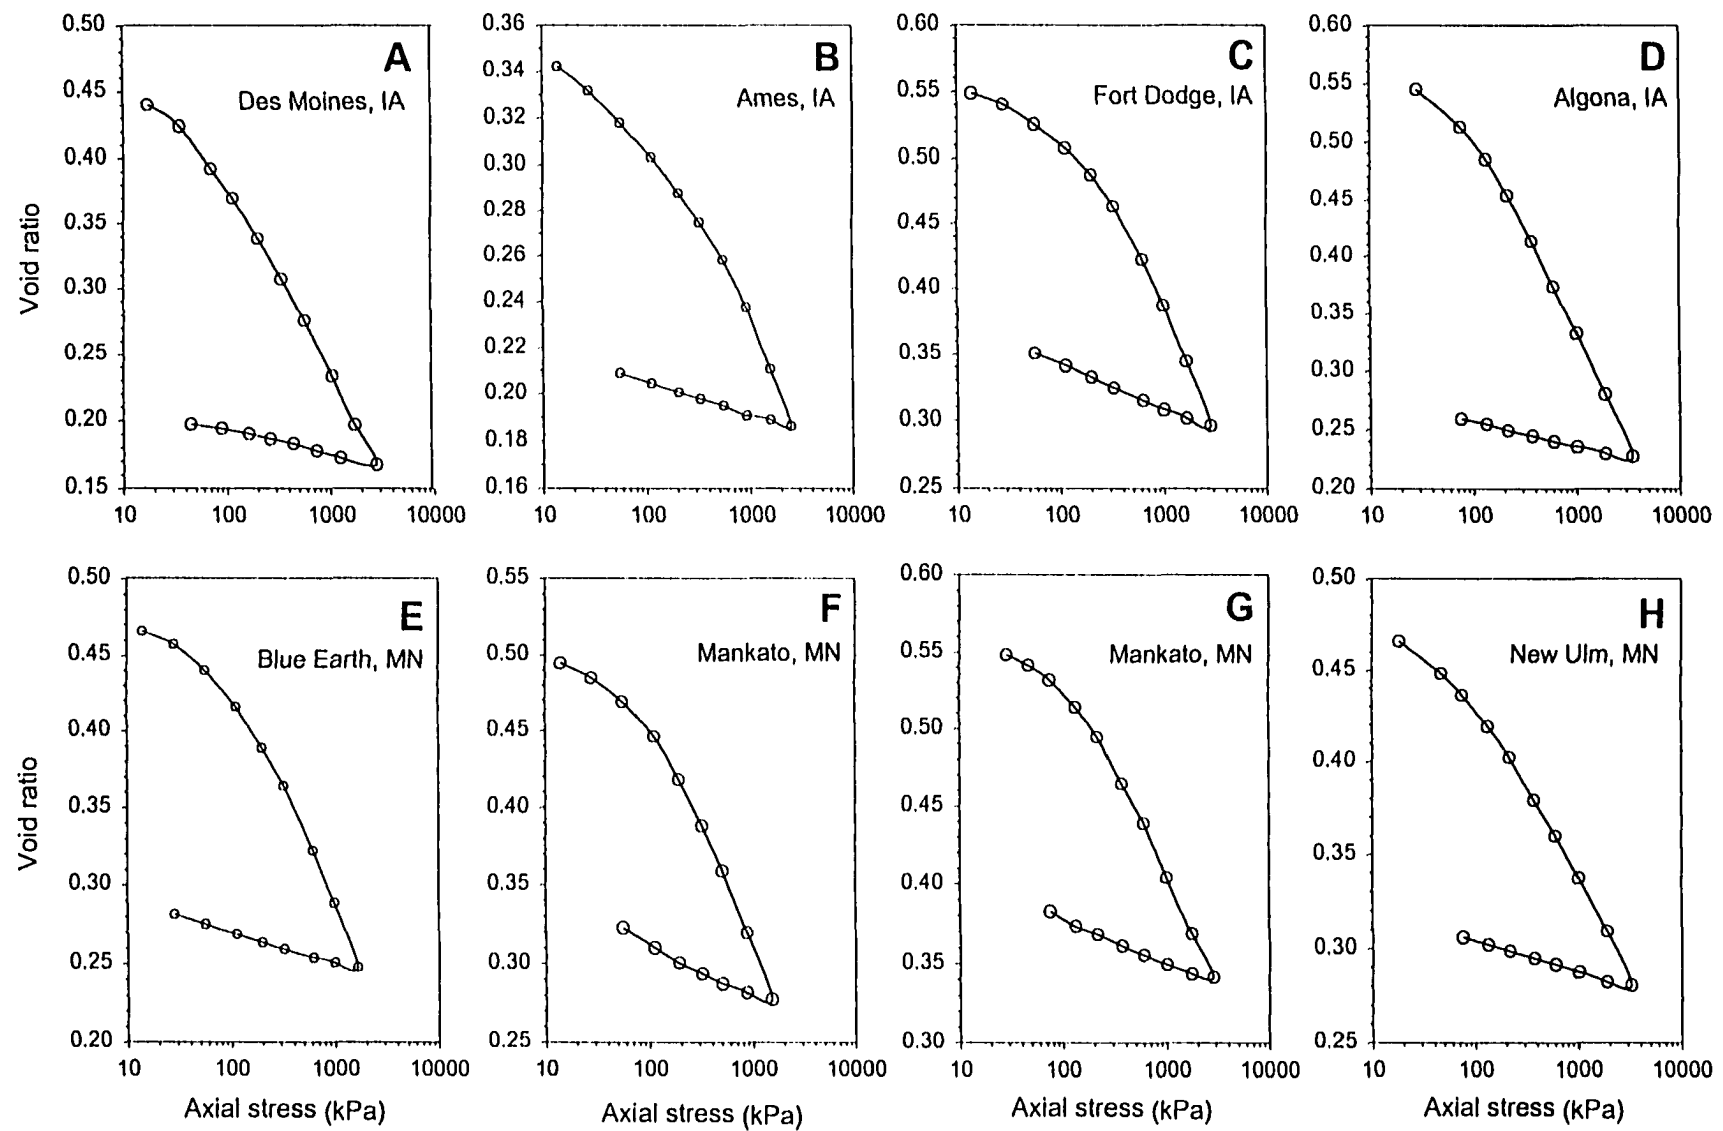 0.50 0.45 0.40 0.35 0.30 0.25 0.20 0.15
Void ratio
A
Des Moines, IA
10 100 1000 10000
0.36 0.34 0.32 0.30 0.28 0.26 0.24 0.22 0.20 0.18 0.16
B
Ames, IA
10 100 1000 10000
0.60 0.55 0.50 0.45 0.40 0.35 0.30 0.25
C
Fort Dodge, IA
10 100 1000 10000
0.60 0.55 0.50 0.45 0.40 0.35 0.30 0.25 0.20
D
Algona, IA
10 100 1000 10000
0.50 0.45 0.40 0.35 0.30 0.25 0.20
Void ratio
E
Blue Earth, MN
10 100 1000 10000
Axial stress (kPa)
0.55 0.50 0.45 0.40 0.35 0.30 0.25
F
Mankato, MN
10 100 1000 10000
Axial stress (kPa)
0.60 0.55 0.50 0.45 0.40 0.35 0.30
G
Mankato, MN
10 100 1000 10000
Axial stress (kPa)
0.50 0.45 0.40 0.35 0.30 0.25
H
New Ulm, MN
10 100 1000 10000
Axial stress (kPa)